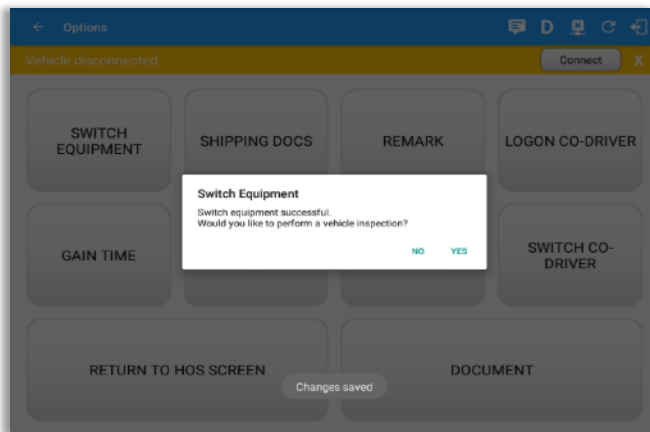 Options
D
Vehicle disconnected
Connect
X
SWITCH
EQUIPMENT
SHIPPING DOCS
REMARK
LOGON CO-DRIVER
Switch Equipment
Switch equipment successful.
Would you like to perform a vehicle inspection?
NO
YES
GAIN TIME
SWITCH CO-
DRIVER
RETURN TO HOS SCREEN
DOCUMENT
Changes saved